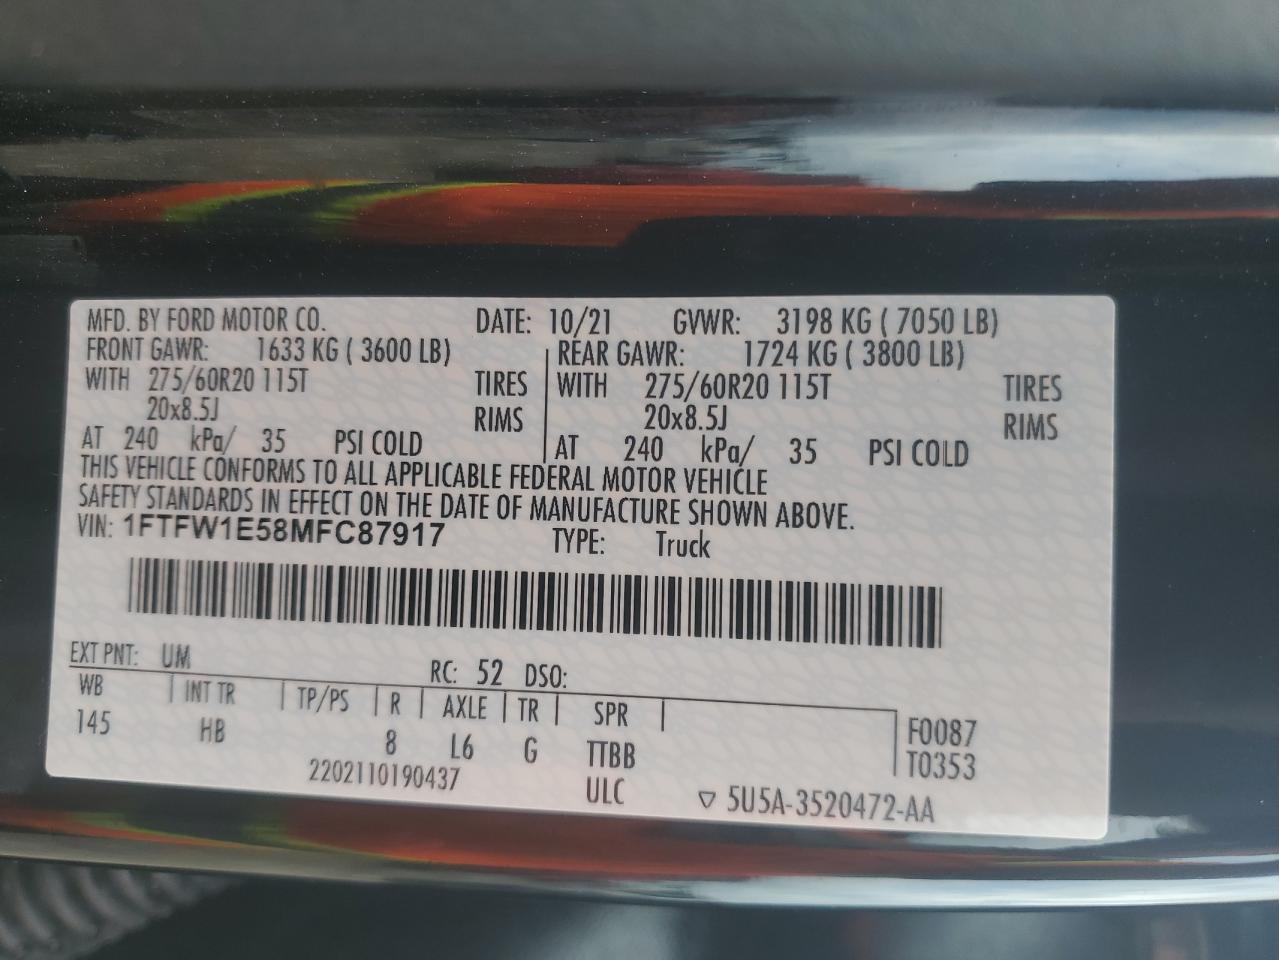 MFD. BY FORD MOTOR CO. DATE: 10/21 GVWR: 3198 KG ( 7050 LB)
FRONT GAWR: 1633 KG ( 3600 LB) REAR GAWR: 1724 KG ( 3800 LB)
WITH 275/60R20 115T TIRES WITH 275/60R20 115T TIRES
20x8.5J RIMS 20x8.5J RIMS
AT 240 kPa/ 35 PSI COLD AT 240 kPa/ 35 PSI COLD
THIS VEHICLE CONFORMS TO ALL APPLICABLE FEDERAL MOTOR VEHICLE
SAFETY STANDARDS IN EFFECT ON THE DATE OF MANUFACTURE SHOWN ABOVE.
VIN: 1FTFW1E58MFC87917 TYPE: Truck
EXT PNT: UM RC: 52 DSO:
WB INT TR TP/PS R AXLE TR SPR F0087
145 HB 8 L6 G TTBB T0353
2202110190437 ULC ▽ 5U5A-3520472-AA